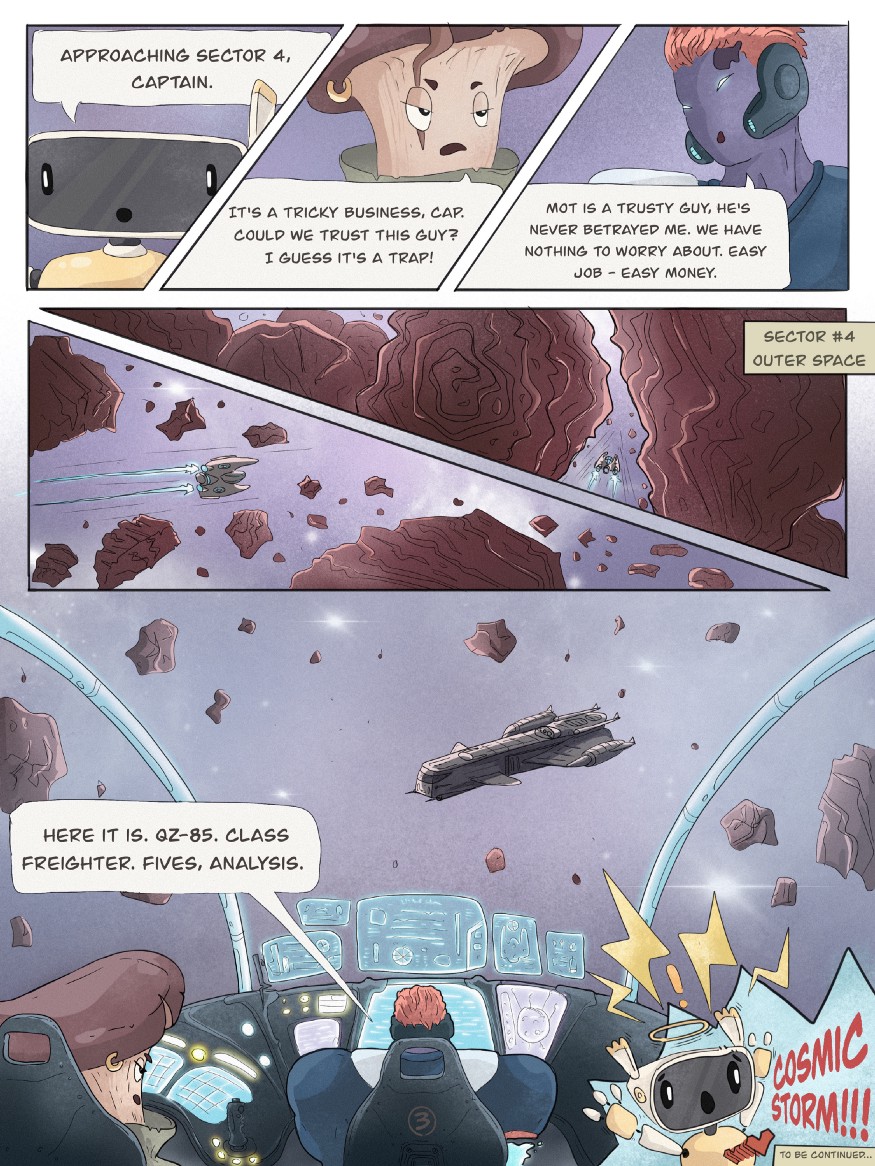 APPROACHING SECTOR 4,
CAPTAIN.
IT'S A TRICKY BUSINESS, CAP.
COULD WE TRUST THIS GUY?
I GUESS IT'S A TRAP!
MOT IS A TRUSTY GUY, HE'S
NEVER BETRAYED ME. WE HAVE
NOTHING TO WORRY ABOUT. EASY
JOB - EASY MONEY.
SECTOR #4
OUTER SPACE
HERE IT IS. QZ-85. CLASS
FREIGHTER. FIVES, ANALYSIS.
3
!
COSMIC
STORM!!!
TO BE CONTINUED...